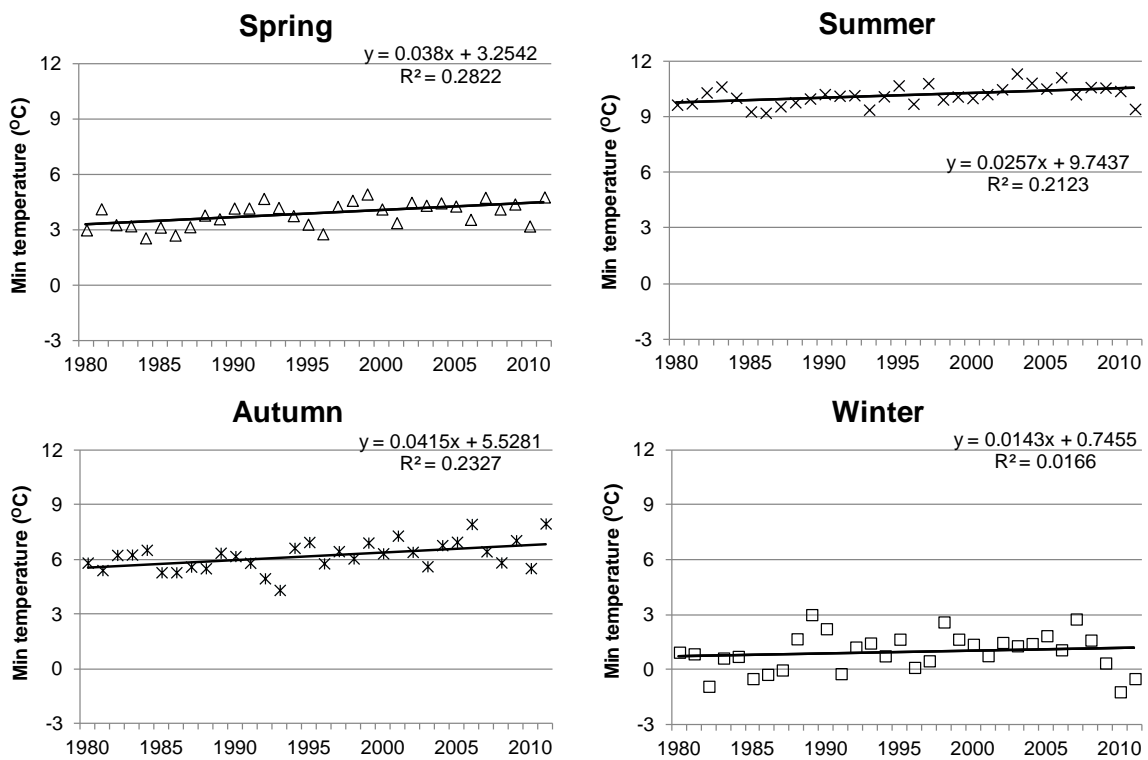 Spring
y = 0.038x + 3.2542
R² = 0.2822
Min temperature (ᴼC)
12
9
6
3
0
-3
1980 1985 1990 1995 2000 2005 2010
Summer
y = 0.0257x + 9.7437
R² = 0.2123
Min temperature (ᴼC)
12
9
6
3
0
-3
1980 1985 1990 1995 2000 2005 2010
Autumn
y = 0.0415x + 5.5281
R² = 0.2327
Min temperature (ᴼC)
12
9
6
3
0
-3
1980 1985 1990 1995 2000 2005 2010
Winter
y = 0.0143x + 0.7455
R² = 0.0166
Min temperature (ᴼC)
12
9
6
3
0
-3
1980 1985 1990 1995 2000 2005 2010